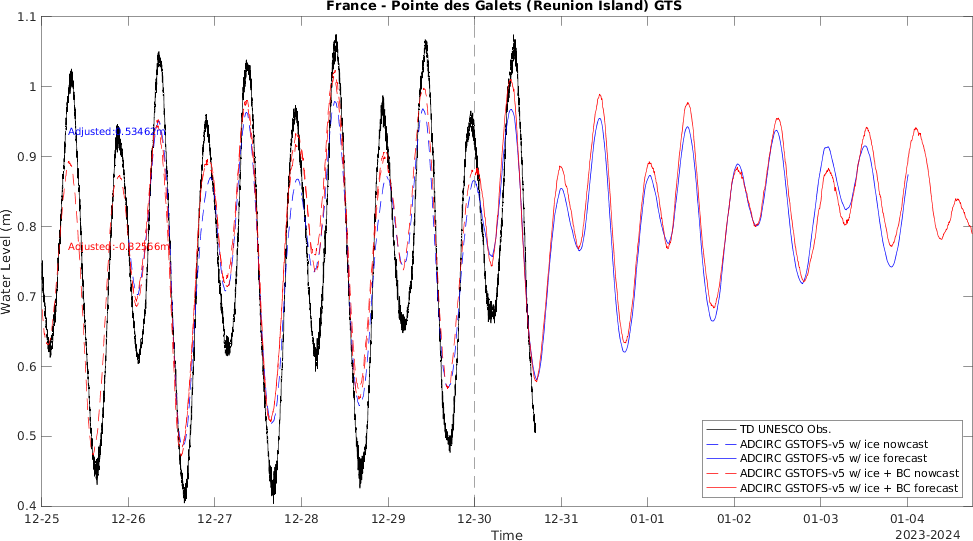 France - Pointe des Galets (Reunion Island) GTS
1.1
1
0.9
0.8
0.7
0.6
0.5
0.4
Water Level (m)
Adjusted:0.53462m
Adjusted:-0.32556m
TD UNESCO Obs.
ADCIRC GSTOFS-v5 w/ ice nowcast
ADCIRC GSTOFS-v5 w/ ice forecast
ADCIRC GSTOFS-v5 w/ ice + BC nowcast
ADCIRC GSTOFS-v5 w/ ice + BC forecast
12-25 12-26 12-27 12-28 12-29 12-30 12-31 01-01 01-02 01-03 01-04
Time
2023-2024